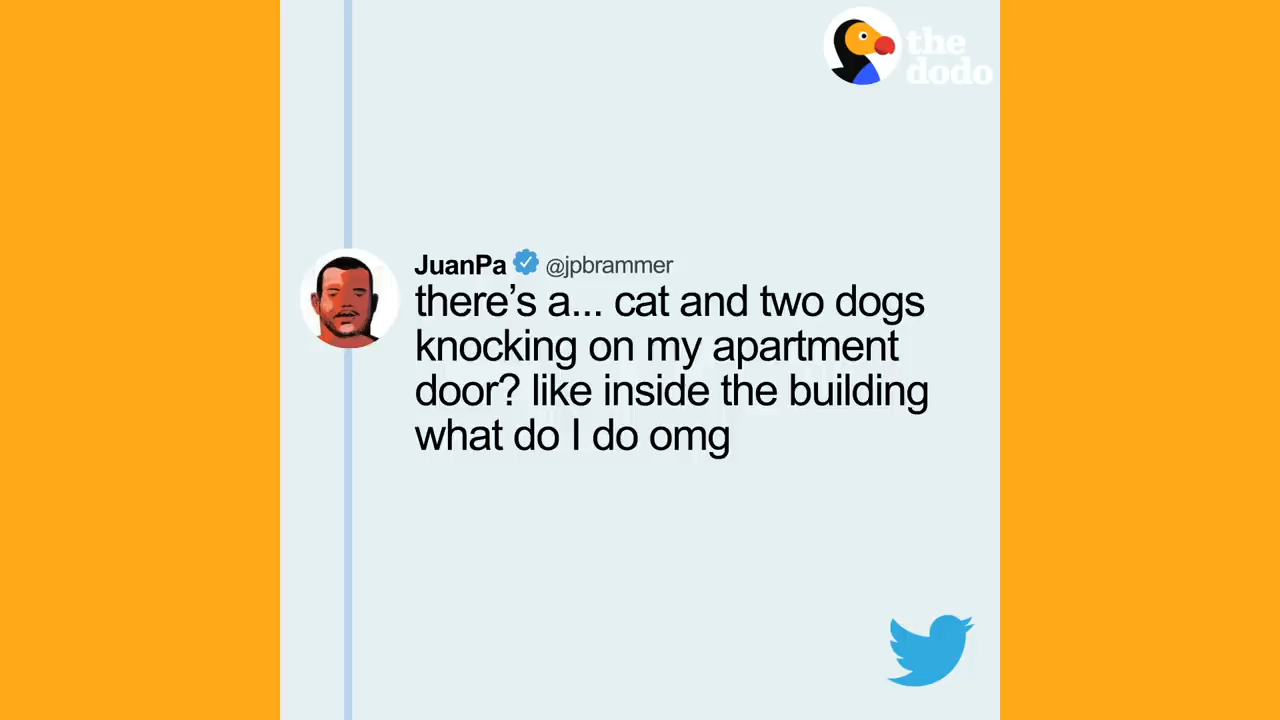 the
dodo
JuanPa @jpbrammer
there’s a... cat and two dogs
knocking on my apartment
door? like inside the building
what do I do omg